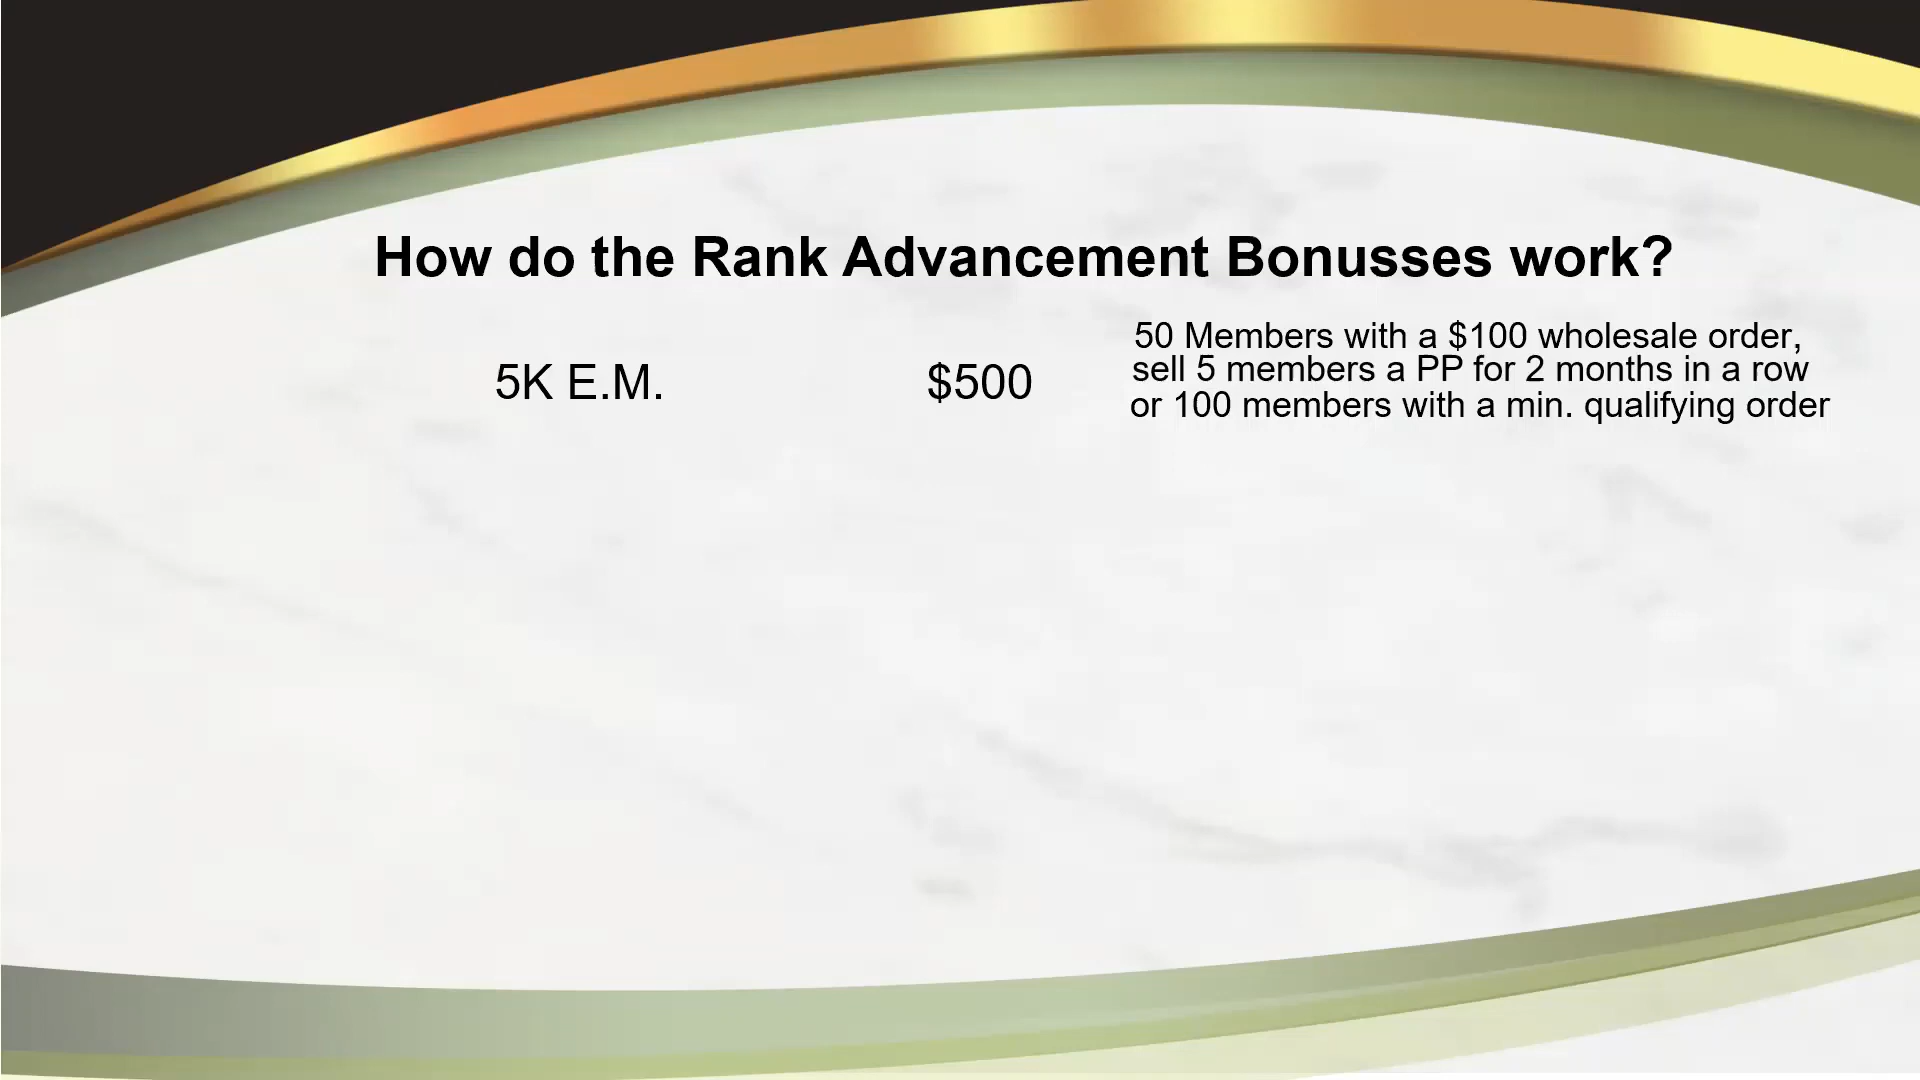 How do the Rank Advancement Bonusses work?
5K E.M.
$500
50 Members with a $100 wholesale order,
sell 5 members a PP for 2 months in a row
or 100 members with a min. qualifying order